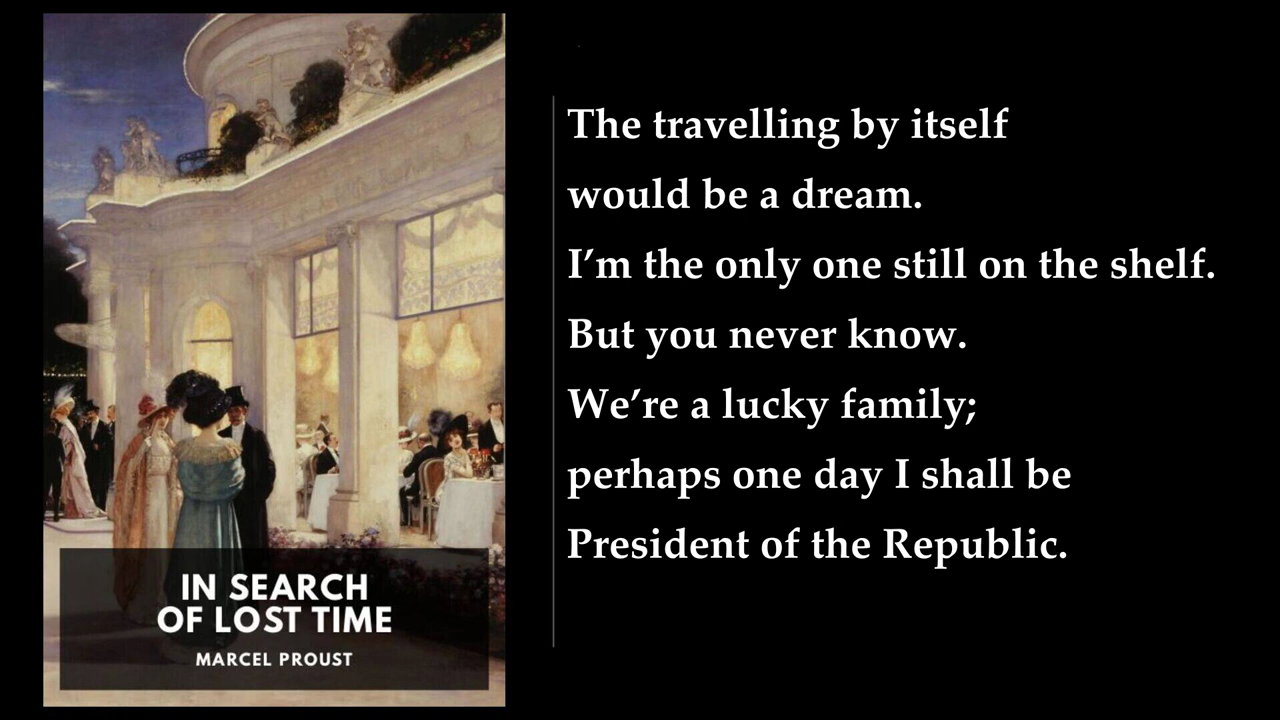 IN SEARCH
OF LOST TIME
MARCEL PROUST
The travelling by itself
would be a dream.
I’m the only one still on the shelf.
But you never know.
We’re a lucky family;
perhaps one day I shall be
President of the Republic.